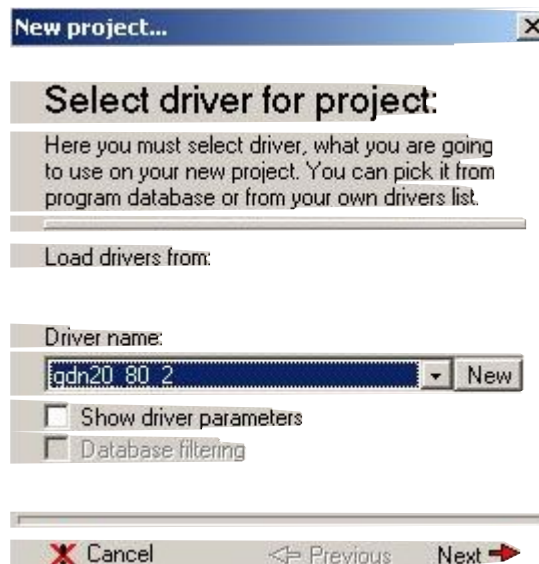 New project...
Select driver for project:
Here you must select driver, what you are going
to use on your new project. You can pick it from
program database or from your own drivers list.
Load drivers from:
Driver name:
gdn20_80_2
New
Show driver parameters
Database filtering
Cancel
Previous
Next